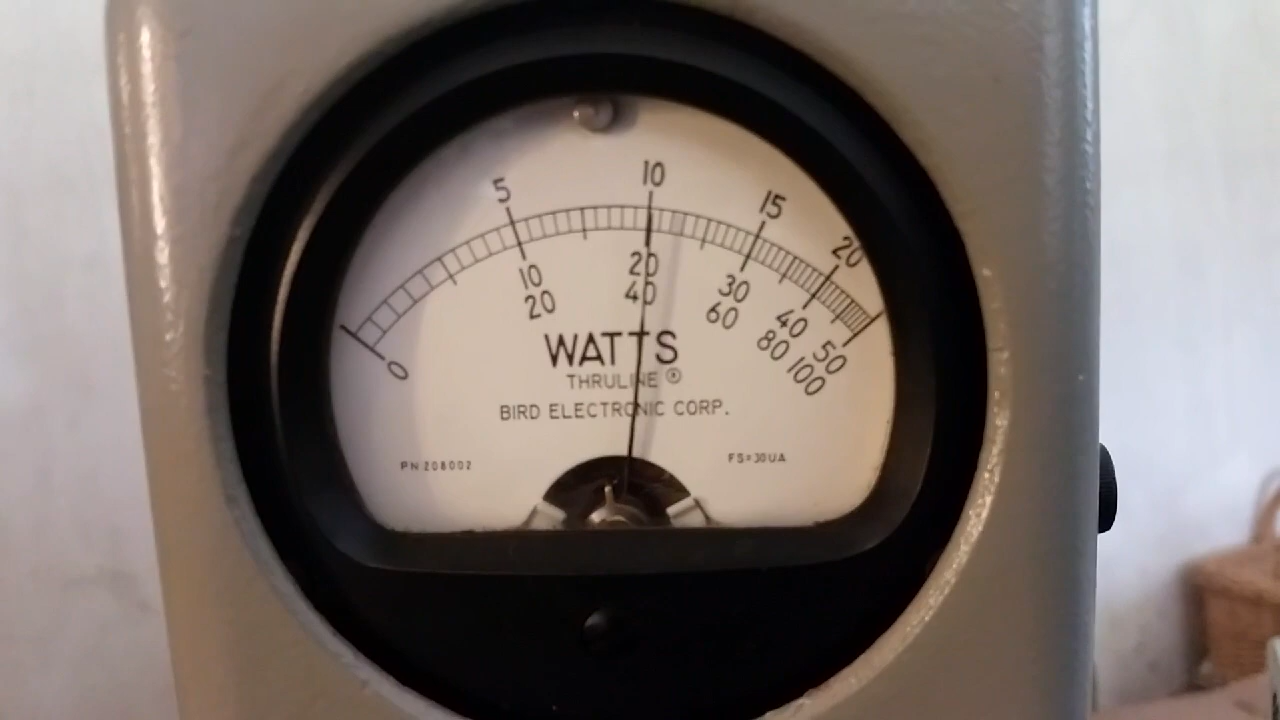 5 10 15 20
10 20 30 40 50
20 40 60 80 100
0
WATTS
THRULINE ®
BIRD ELECTRONIC CORP.
PN 208002 FS=30UA